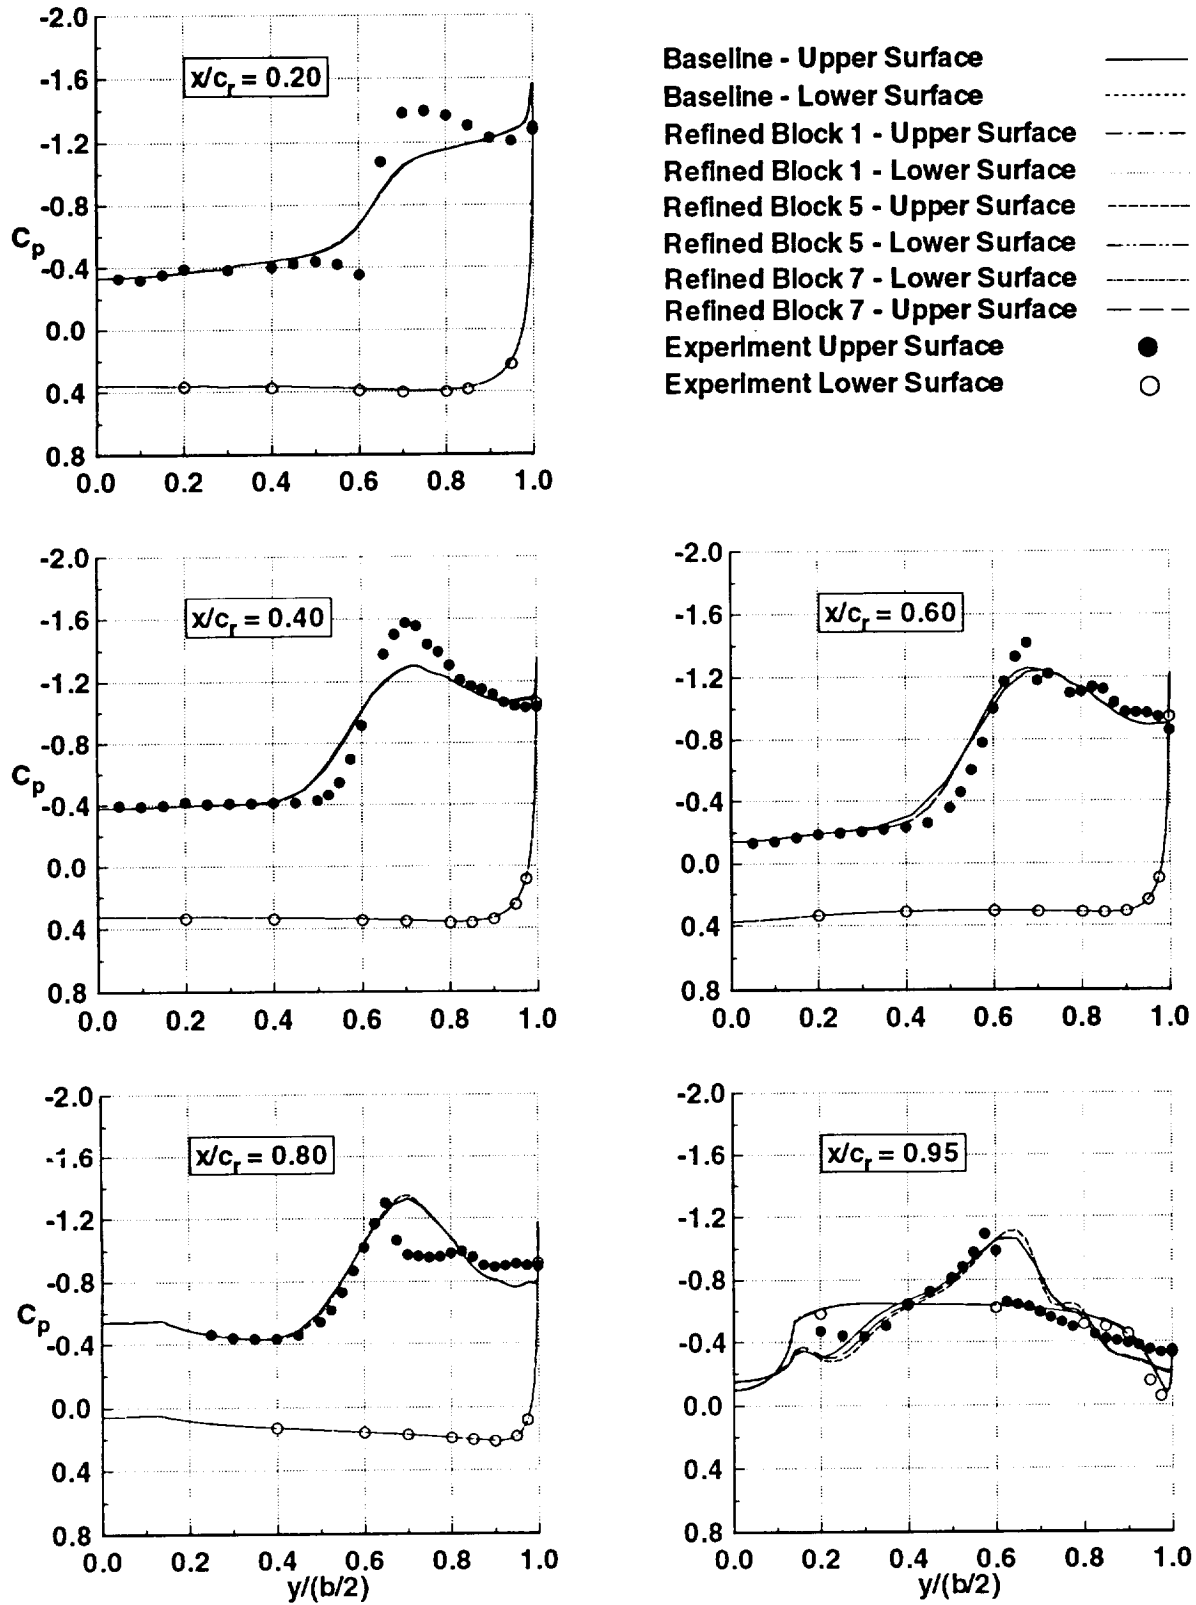 -2.0
-1.6
-1.2
-0.8
-0.4
0.0
0.4
0.8
Cp
x/cr = 0.20
0.0 0.2 0.4 0.6 0.8 1.0
Baseline - Upper Surface
Baseline - Lower Surface
Refined Block 1 - Upper Surface
Refined Block 1 - Lower Surface
Refined Block 5 - Upper Surface
Refined Block 5 - Lower Surface
Refined Block 7 - Lower Surface
Refined Block 7 - Upper Surface
Experiment Upper Surface
Experiment Lower Surface
-2.0
-1.6
-1.2
-0.8
-0.4
0.0
0.4
0.8
Cp
x/cr = 0.40
0.0 0.2 0.4 0.6 0.8 1.0
-2.0
-1.6
-1.2
-0.8
-0.4
0.0
0.4
0.8
x/cr = 0.60
0.0 0.2 0.4 0.6 0.8 1.0
-2.0
-1.6
-1.2
-0.8
-0.4
0.0
0.4
0.8
Cp
x/cr = 0.80
0.0 0.2 0.4 0.6 0.8 1.0
y/(b/2)
-2.0
-1.6
-1.2
-0.8
-0.4
0.0
0.4
0.8
x/cr = 0.95
0.0 0.2 0.4 0.6 0.8 1.0
y/(b/2)